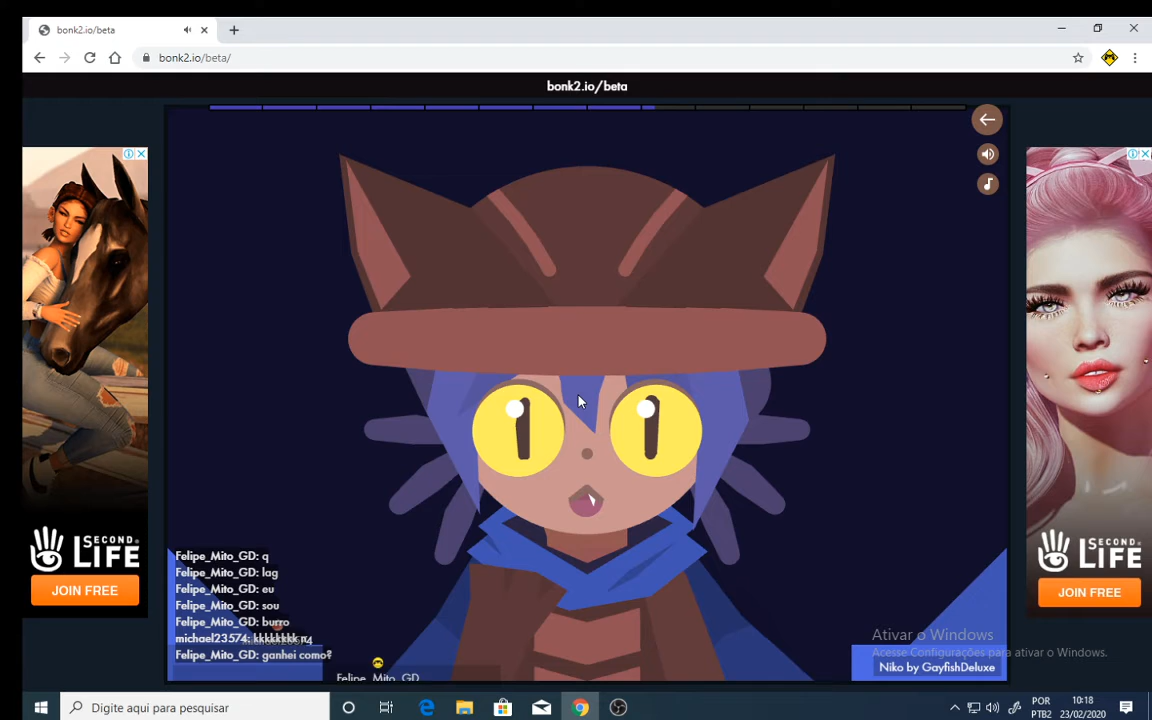 bonk2.io/beta
bonk2.io/beta/
bonk2.io/beta
SECOND
LIFE
JOIN FREE
SECOND
LIFE
JOIN FREE
Felipe_Mito_GD: q
Felipe_Mito_GD: lag
Felipe_Mito_GD: eu
Felipe_Mito_GD: sou
Felipe_Mito_GD: burro
michael23574: kkkkkkkk r
Felipe_Mito_GD: ganhei como?
Felipe_Mito_GD
Ativar o Windows
Acesse Configurações para ativar o Windows.
Niko by GayfishDeluxe
Digite aqui para pesquisar
POR
PTB2
10:18
23/02/2020